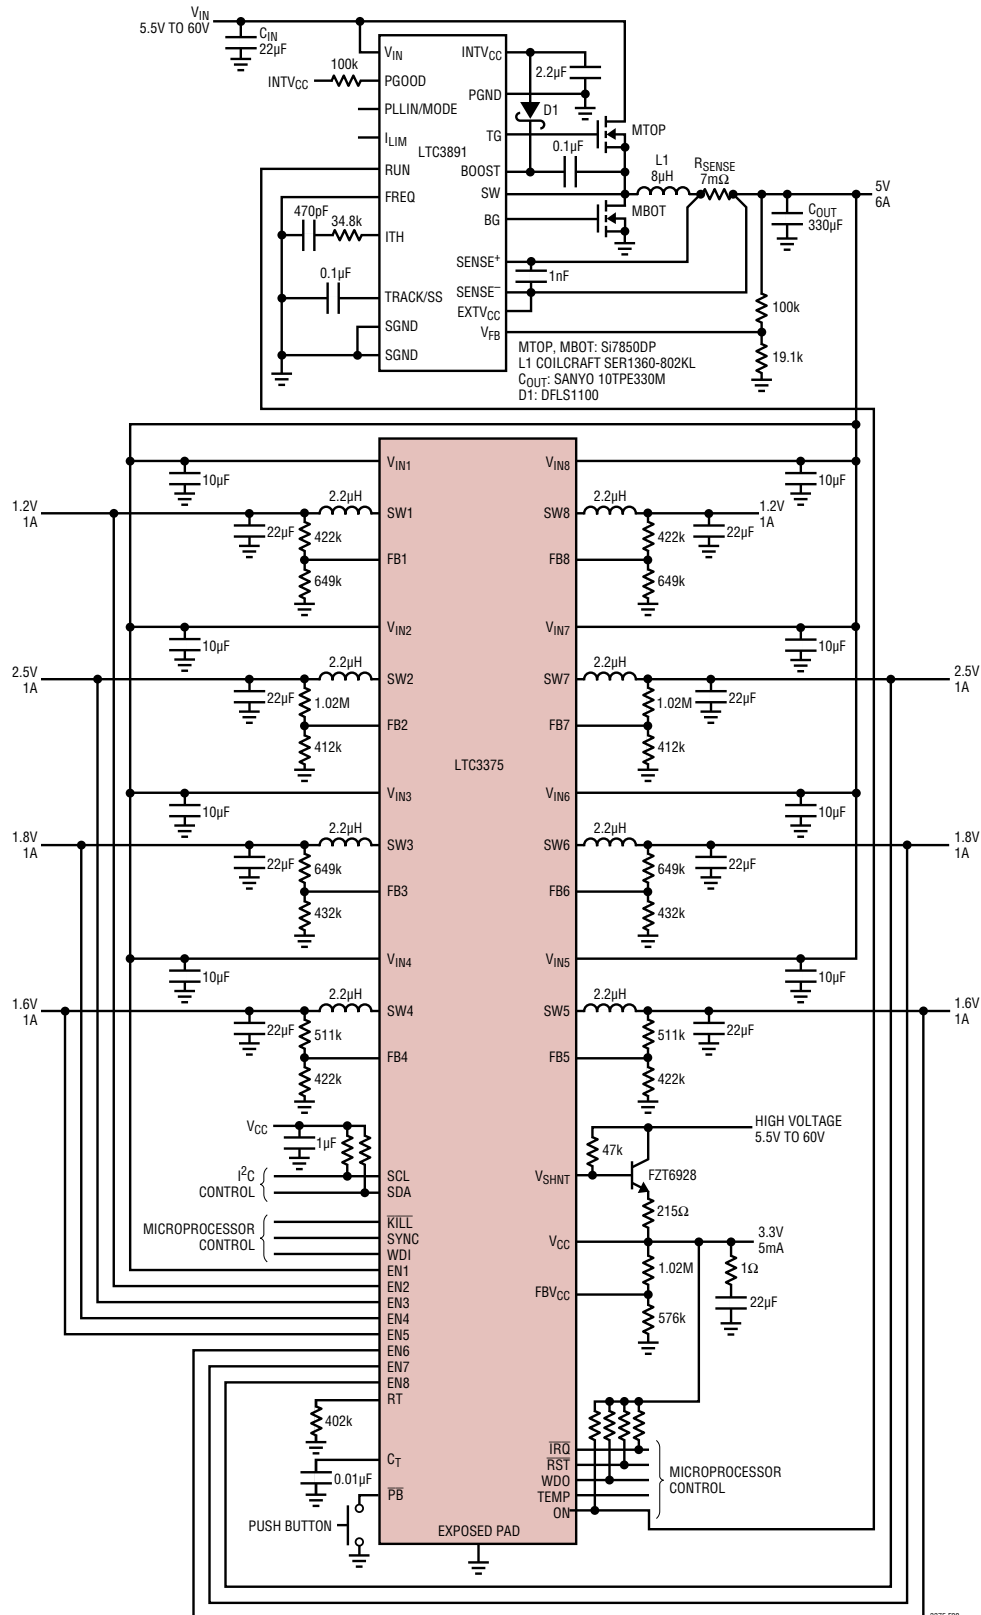 VIN
5.5V TO 60V
CIN
22µF
100k
INTVCC
VIN
PGOOD
PLLIN/MODE
ILIM
RUN
FREQ
470pF
34.8k
ITH
0.1µF
TRACK/SS
SGND
SGND
LTC3891
INTVCC
2.2µF
PGND
D1
TG
MTOP
0.1µF
BOOST
SW
L1
8µH
RSENSE
7mΩ
5V
6A
BG
MBOT
COUT
330µF
SENSE+
1nF
SENSE–
EXTVCC
VFB
100k
19.1k
MTOP, MBOT: Si7850DP
L1 COILCRAFT SER1360-802KL
COUT: SANYO 10TPE330M
D1: DFLS1100
VIN1
10µF
1.2V
1A
2.2µH
SW1
22µF
422k
FB1
649k
VIN8
10µF
2.2µH
SW8
1.2V
1A
422k
22µF
FB8
649k
VIN2
10µF
2.5V
1A
2.2µH
SW2
22µF
1.02M
FB2
412k
VIN7
10µF
2.2µH
SW7
2.5V
1A
1.02M
22µF
FB7
412k
LTC3375
VIN3
10µF
1.8V
1A
2.2µH
SW3
22µF
649k
FB3
432k
VIN6
10µF
2.2µH
SW6
1.8V
1A
649k
22µF
FB6
432k
VIN4
10µF
1.6V
1A
2.2µH
SW4
22µF
511k
FB4
422k
VIN5
10µF
2.2µH
SW5
1.6V
1A
511k
22µF
FB5
422k
VCC
1µF
I2C
CONTROL
SCL
SDA
MICROPROCESSOR
CONTROL
KILL
SYNC
WDI
EN1
EN2
EN3
EN4
EN5
EN6
EN7
EN8
RT
402k
CT
0.01µF
PB
PUSH BUTTON
EXPOSED PAD
HIGH VOLTAGE
5.5V TO 60V
47k
VSHNT
FZT6928
215Ω
VCC
3.3V
5mA
1.02M
1Ω
FBVCC
22µF
576k
IRQ
RST
WDO
TEMP
ON
MICROPROCESSOR
CONTROL